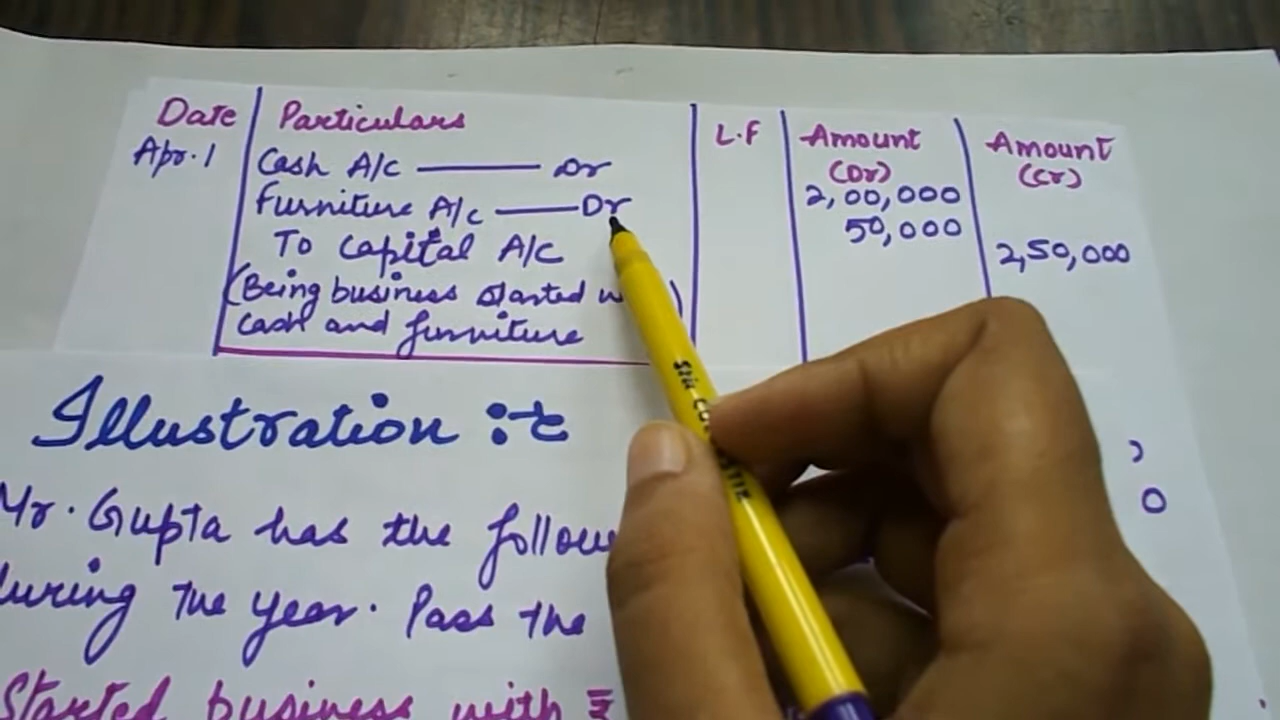 Date Particulars L.F Amount (Dr) Amount (Cr)
Apr. 1 Cash A/c Dr 2,00,000
Furniture A/c Dr 50,000
To Capital A/c 2,50,000
(Being business started
cash and furniture)
Illustration :-
Mr. Gupta has the
during the year. Pass the
Started business with ₹